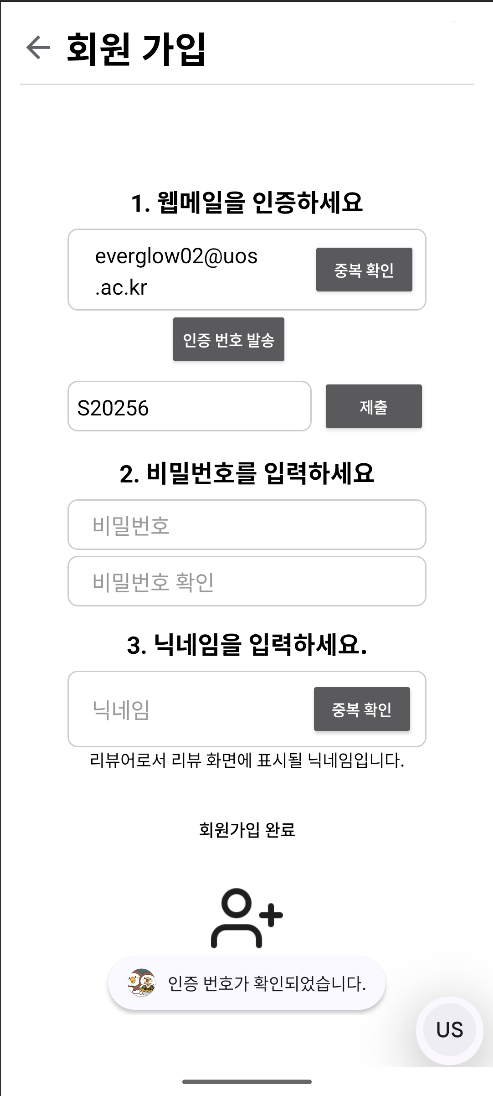 회원 가입
1. 웹메일을 인증하세요
everglow02@uos
.ac.kr
중복 확인
인증 번호 발송
S20256
제출
2. 비밀번호를 입력하세요
비밀번호
비밀번호 확인
3. 닉네임을 입력하세요.
닉네임
중복 확인
리뷰어로서 리뷰 화면에 표시될 닉네임입니다.
회원가입 완료
인증 번호가 확인되었습니다.
US